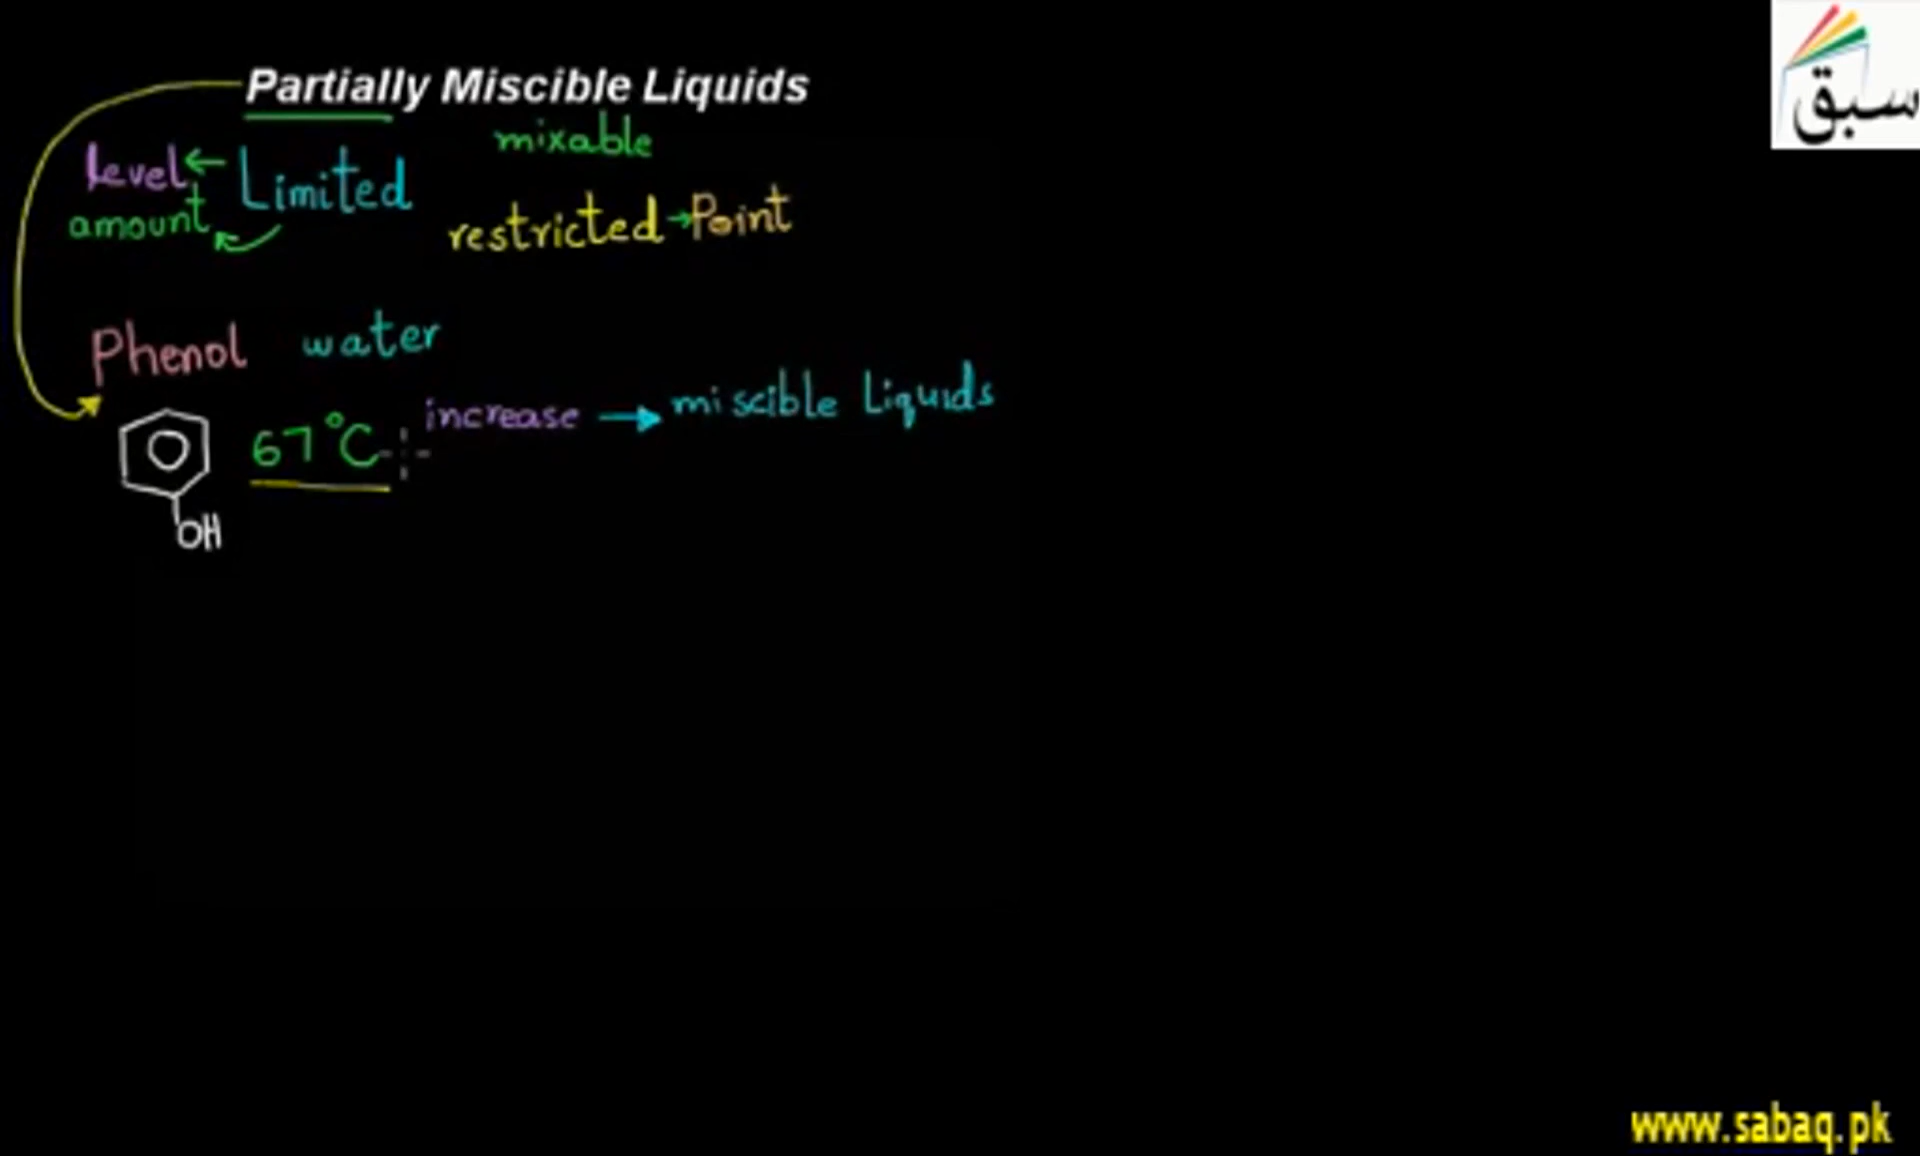 Partially Miscible Liquids
سبق
mixable
level ← Limited
amount
restricted → Point
Phenol water
67°C increase → miscible Liquids
OH
www.sabaq.pk